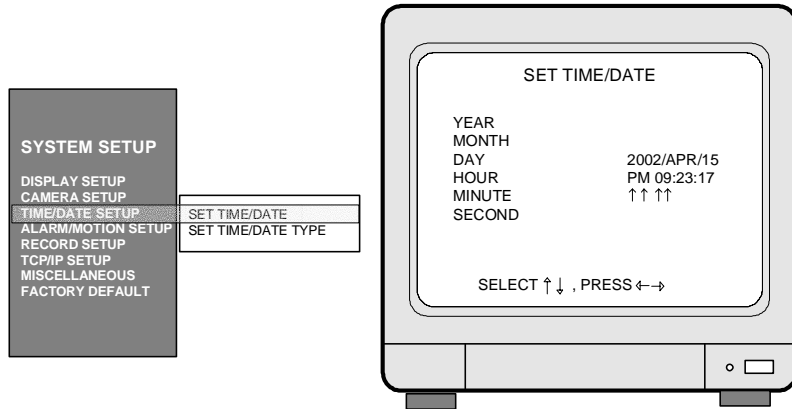 SYSTEM SETUP
DISPLAY SETUP
CAMERA SETUP
TIME/DATE SETUP
ALARM/MOTION SETUP
RECORD SETUP
TCP/IP SETUP
MISCELLANEOUS
FACTORY DEFAULT
SET TIME/DATE
SET TIME/DATE TYPE
SET TIME/DATE
YEAR
MONTH
DAY 2002/APR/15
HOUR PM 09:23:17
MINUTE ↑↑ ↑↑
SECOND
SELECT ↑↓ , PRESS ←→